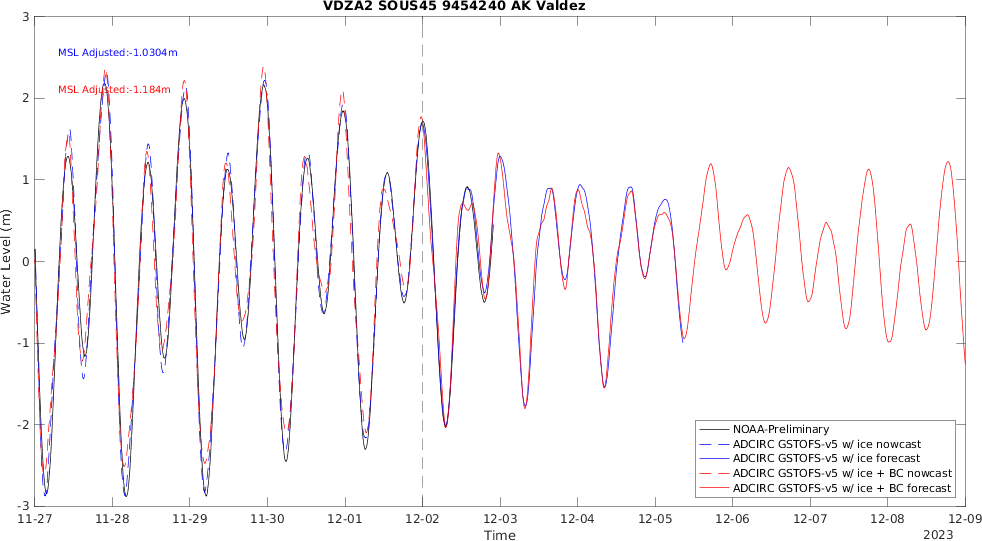 VDZA2 SOUS45 9454240 AK Valdez
MSL Adjusted:-1.0304m
MSL Adjusted:-1.184m
Water Level (m)
3
2
1
0
-1
-2
-3
NOAA-Preliminary
ADCIRC GSTOFS-v5 w/ ice nowcast
ADCIRC GSTOFS-v5 w/ ice forecast
ADCIRC GSTOFS-v5 w/ ice + BC nowcast
ADCIRC GSTOFS-v5 w/ ice + BC forecast
11-27 11-28 11-29 11-30 12-01 12-02 12-03 12-04 12-05 12-06 12-07 12-08 12-09
Time
2023